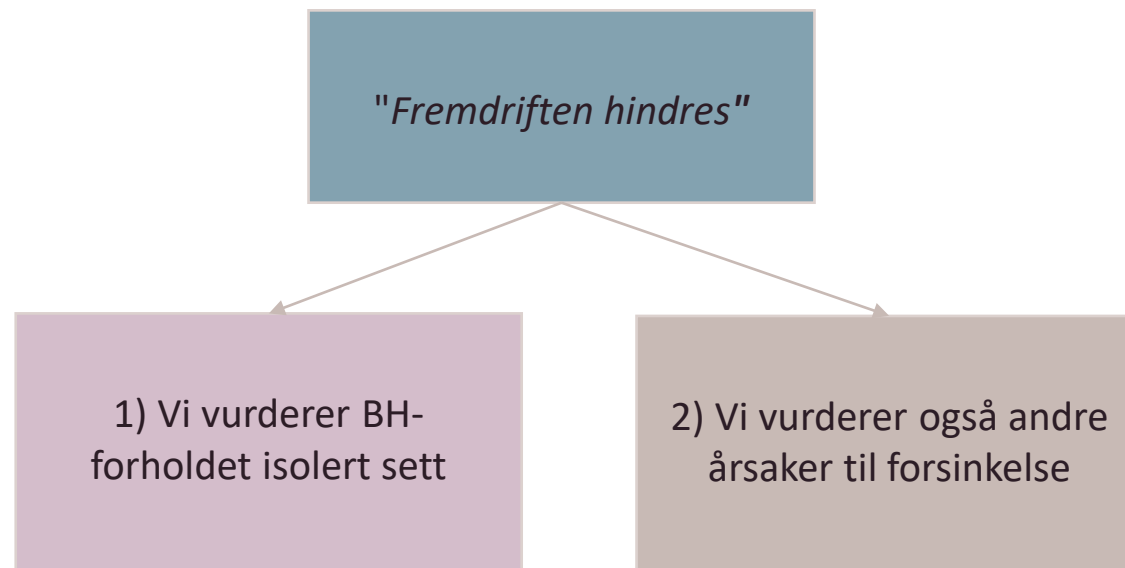 "Fremdriften hindres"
1) Vi vurderer BH-
forholdet isolert sett
2) Vi vurderer også andre
årsaker til forsinkelse